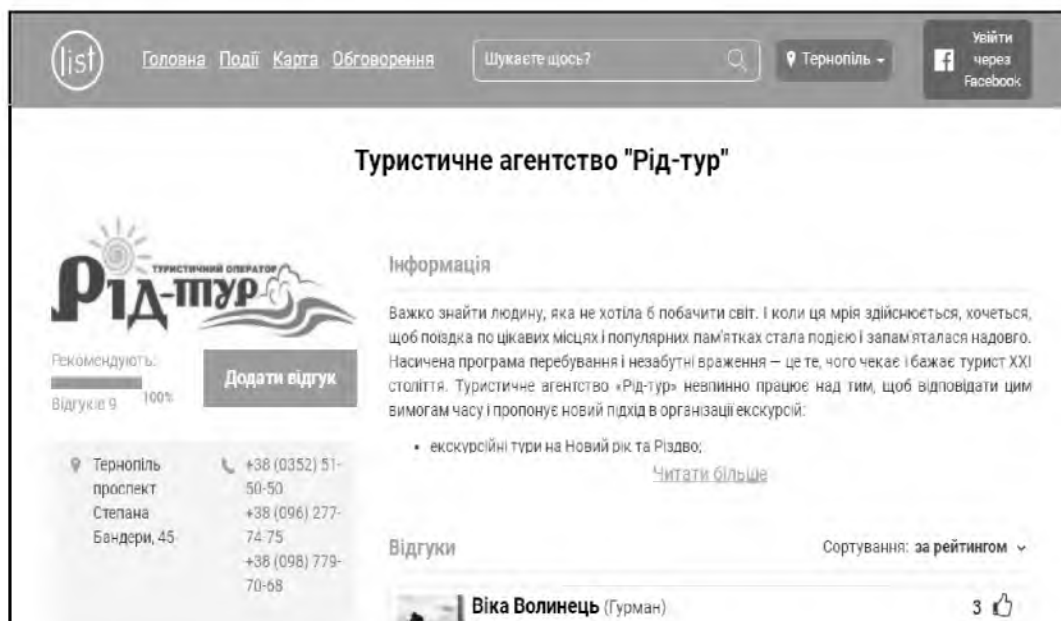 list
Головна Події Карта Обговорення
Шукаєте щось?
Тернопіль
Увійти
через
Facebook
Туристичне агентство "Рід-тур"
ТУРИСТИЧНИЙ ОПЕРАТОР
Рід-тур
Рекомендують:
100%
Відгуків 9
Додати відгук
Тернопіль
проспект
Степана
Бандери, 45
+38 (0352) 51-
50-50
+38 (096) 277-
74-75
+38 (098) 779-
70-68
Інформація
Важко знайти людину, яка не хотіла б побачити світ. І коли ця мрія здійснюється, хочеться,
щоб поїздка по цікавих місцях і популярних пам'ятках стала подією і запам'яталася надовго.
Насичена програма перебування і незабутні враження — це те, чого чекає і бажає турист XXI
століття. Туристичне агентство «Рід-тур» невпинно працює над тим, щоб відповідати цим
вимогам часу і пропонує новий підхід в організації екскурсій:
• екскурсійні тури на Новий рік та Різдво;
Читати більше
Відгуки
Сортування: за рейтингом
Віка Волинець (Гурман)
3